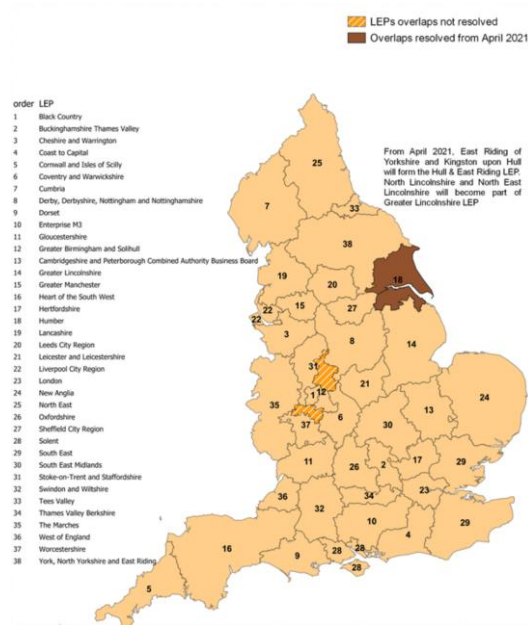 LEPs overlaps not resolved
Overlaps resolved from April 2021
order LEP
1 Black Country
2 Buckinghamshire Thames Valley
3 Cheshire and Warrington
4 Coast to Capital
5 Cornwall and Isles of Scilly
6 Coventry and Warwickshire
7 Cumbria
8 Derby, Derbyshire, Nottingham and Nottinghamshire
9 Dorset
10 Enterprise M3
11 Gloucestershire
12 Greater Birmingham and Solihull
13 Cambridgeshire and Peterborough Combined Authority Business Board
14 Greater Lincolnshire
15 Greater Manchester
16 Heart of the South West
17 Hertfordshire
18 Humber
19 Lancashire
20 Leeds City Region
21 Leicester and Leicestershire
22 Liverpool City Region
23 London
24 New Anglia
25 North East
26 Oxfordshire
27 Sheffield City Region
28 Solent
29 South East
30 South East Midlands
31 Stoke-on-Trent and Staffordshire
32 Swindon and Wiltshire
33 Tees Valley
34 Thames Valley Berkshire
35 The Marches
36 West of England
37 Worcestershire
38 York, North Yorkshire and East Riding
From April 2021, East Riding of
Yorkshire and Kingston upon Hull
will form the Hull & East Riding LEP.
North Lincolnshire and North East
Lincolnshire will become part of
Greater Lincolnshire LEP
25
7
33
38
19
20
18
22
15
27
22
3
8
14
31
21
24
1
12
35
37
6
13
30
11
26
2
17
29
36
32
34
23
10
29
16
9
28
28
4
28
5